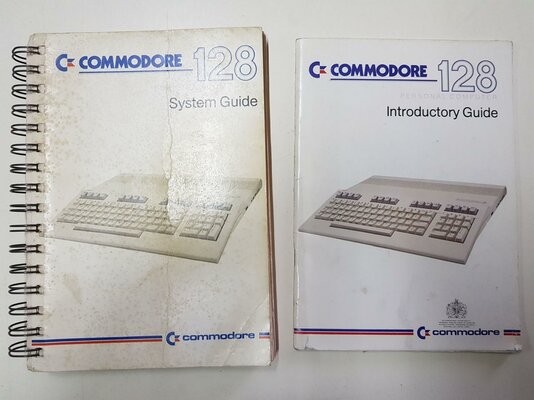 COMMODORE 128
System Guide
commodore
COMMODORE 128
PERSONAL COMPUTER
Introductory Guide
commodore